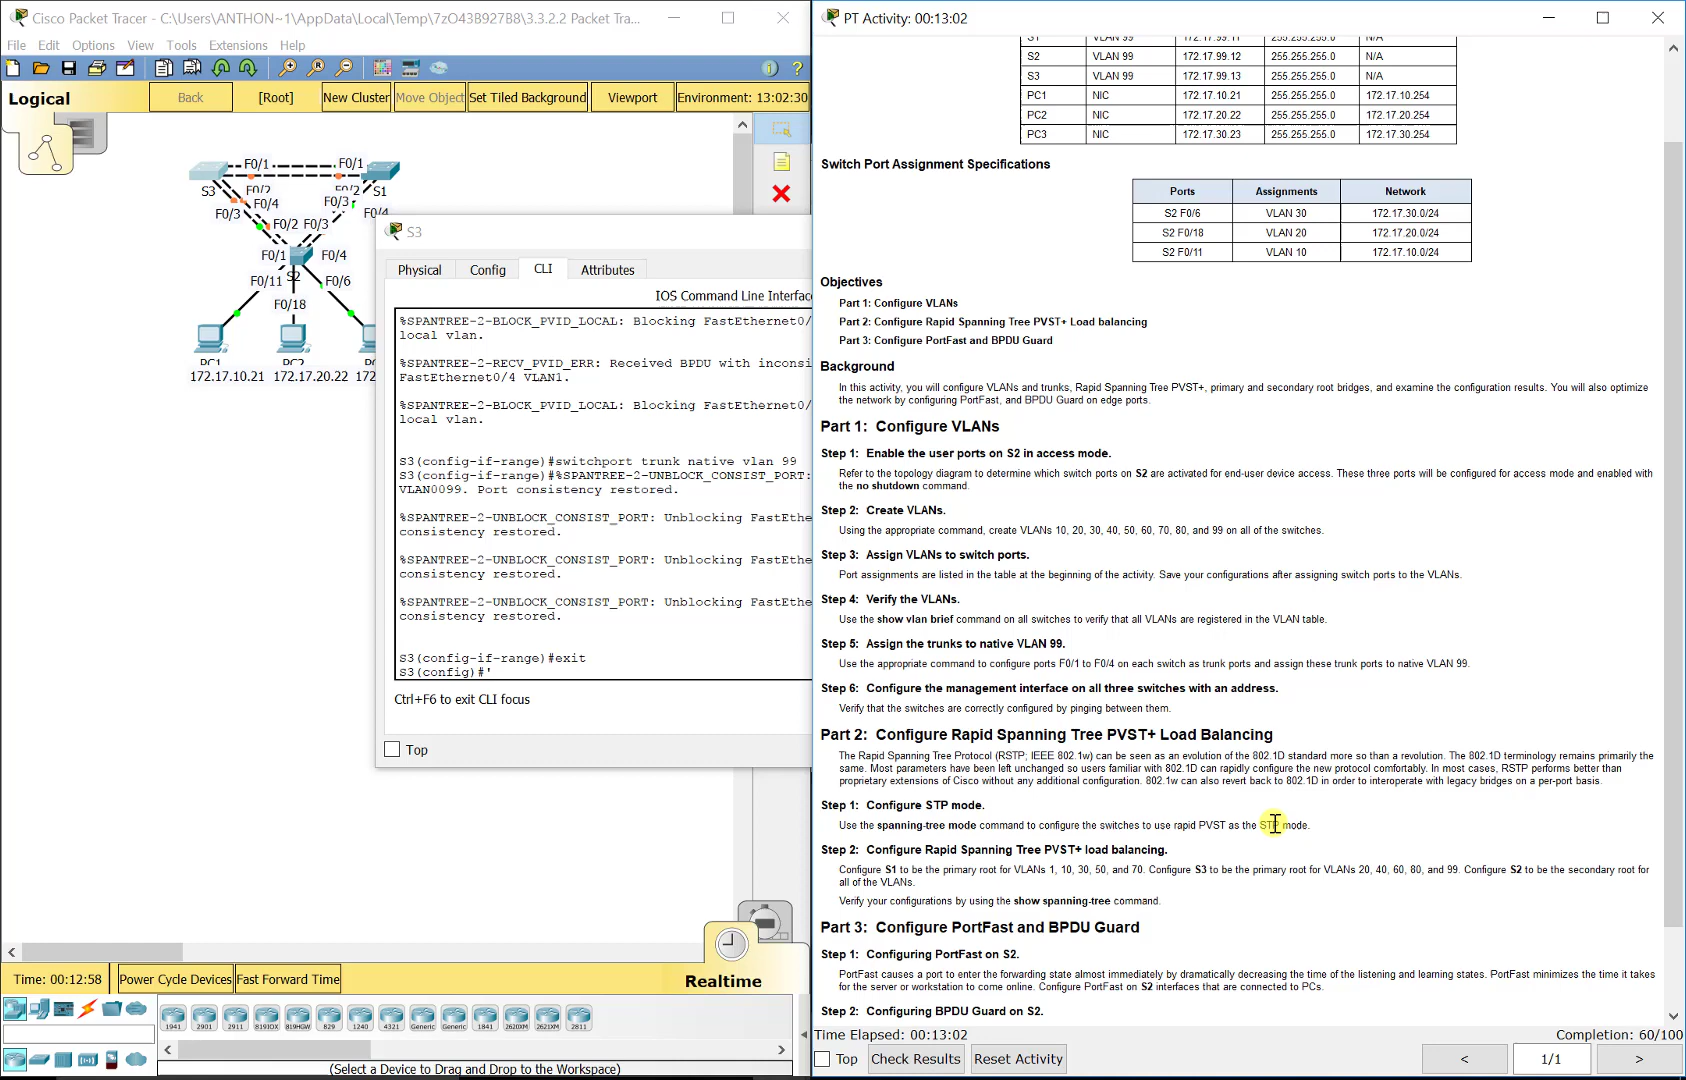 Cisco Packet Tracer - C:\Users\ANTHON~1\AppData\Local\Temp\7zO43B927B8\3.3.2.2 Packet Tra...
File Edit Options View Tools Extensions Help
Logical Back [Root] New Cluster Move Object Set Tiled Background Viewport Environment: 13:02:30
F0/1 F0/1
S3 F0/2 F0/2 S1
F0/4 F0/3
F0/3 F0/4
F0/2 F0/3
F0/1 F0/4
S2
F0/11 F0/6
F0/18
PC1 PC2
172.17.10.21 172.17.20.22 172
S3
Physical Config CLI Attributes
IOS Command Line Interfac
%SPANTREE-2-BLOCK_PVID_LOCAL: Blocking FastEthernet0/
local vlan.
%SPANTREE-2-RECV_PVID_ERR: Received BPDU with inconsi
FastEthernet0/4 VLAN1.
%SPANTREE-2-BLOCK_PVID_LOCAL: Blocking FastEthernet0/
local vlan.
S3(config-if-range)#switchport trunk native vlan 99
S3(config-if-range)#%SPANTREE-2-UNBLOCK_CONSIST_PORT:
VLAN0099. Port consistency restored.
%SPANTREE-2-UNBLOCK_CONSIST_PORT: Unblocking FastEthe
consistency restored.
%SPANTREE-2-UNBLOCK_CONSIST_PORT: Unblocking FastEthe
consistency restored.
%SPANTREE-2-UNBLOCK_CONSIST_PORT: Unblocking FastEthe
consistency restored.
S3(config-if-range)#exit
S3(config)#'
Ctrl+F6 to exit CLI focus
Top
Time: 00:12:58 Power Cycle Devices Fast Forward Time Realtime
1941 2901 2911 819IOX 819HGW 829 1240 4321 Generic Generic 1841 2620XM 2621XM 2811
(Select a Device to Drag and Drop to the Workspace)
PT Activity: 00:13:02
S1 VLAN 99 172.17.99.11 255.255.255.0 N/A
S2 VLAN 99 172.17.99.12 255.255.255.0 N/A
S3 VLAN 99 172.17.99.13 255.255.255.0 N/A
PC1 NIC 172.17.10.21 255.255.255.0 172.17.10.254
PC2 NIC 172.17.20.22 255.255.255.0 172.17.20.254
PC3 NIC 172.17.30.23 255.255.255.0 172.17.30.254
Switch Port Assignment Specifications
Ports Assignments Network
S2 F0/6 VLAN 30 172.17.30.0/24
S2 F0/18 VLAN 20 172.17.20.0/24
S2 F0/11 VLAN 10 172.17.10.0/24
Objectives
Part 1: Configure VLANs
Part 2: Configure Rapid Spanning Tree PVST+ Load balancing
Part 3: Configure PortFast and BPDU Guard
Background
In this activity, you will configure VLANs and trunks, Rapid Spanning Tree PVST+, primary and secondary root bridges, and examine the configuration results. You will also optimize
the network by configuring PortFast, and BPDU Guard on edge ports.
Part 1: Configure VLANs
Step 1: Enable the user ports on S2 in access mode.
Refer to the topology diagram to determine which switch ports on S2 are activated for end-user device access. These three ports will be configured for access mode and enabled with
the no shutdown command.
Step 2: Create VLANs.
Using the appropriate command, create VLANs 10, 20, 30, 40, 50, 60, 70, 80, and 99 on all of the switches.
Step 3: Assign VLANs to switch ports.
Port assignments are listed in the table at the beginning of the activity. Save your configurations after assigning switch ports to the VLANs.
Step 4: Verify the VLANs.
Use the show vlan brief command on all switches to verify that all VLANs are registered in the VLAN table.
Step 5: Assign the trunks to native VLAN 99.
Use the appropriate command to configure ports F0/1 to F0/4 on each switch as trunk ports and assign these trunk ports to native VLAN 99.
Step 6: Configure the management interface on all three switches with an address.
Verify that the switches are correctly configured by pinging between them.
Part 2: Configure Rapid Spanning Tree PVST+ Load Balancing
The Rapid Spanning Tree Protocol (RSTP; IEEE 802.1w) can be seen as an evolution of the 802.1D standard more so than a revolution. The 802.1D terminology remains primarily the
same. Most parameters have been left unchanged so users familiar with 802.1D can rapidly configure the new protocol comfortably. In most cases, RSTP performs better than
proprietary extensions of Cisco without any additional configuration. 802.1w can also revert back to 802.1D in order to interoperate with legacy bridges on a per-port basis.
Step 1: Configure STP mode.
Use the spanning-tree mode command to configure the switches to use rapid PVST as the STP mode.
Step 2: Configure Rapid Spanning Tree PVST+ load balancing.
Configure S1 to be the primary root for VLANs 1, 10, 30, 50, and 70. Configure S3 to be the primary root for VLANs 20, 40, 60, 80, and 99. Configure S2 to be the secondary root for
all of the VLANs.
Verify your configurations by using the show spanning-tree command.
Part 3: Configure PortFast and BPDU Guard
Step 1: Configuring PortFast on S2.
PortFast causes a port to enter the forwarding state almost immediately by dramatically decreasing the time of the listening and learning states. PortFast minimizes the time it takes
for the server or workstation to come online. Configure PortFast on S2 interfaces that are connected to PCs.
Step 2: Configuring BPDU Guard on S2.
Time Elapsed: 00:13:02 Completion: 60/100
Top Check Results Reset Activity < 1/1 >